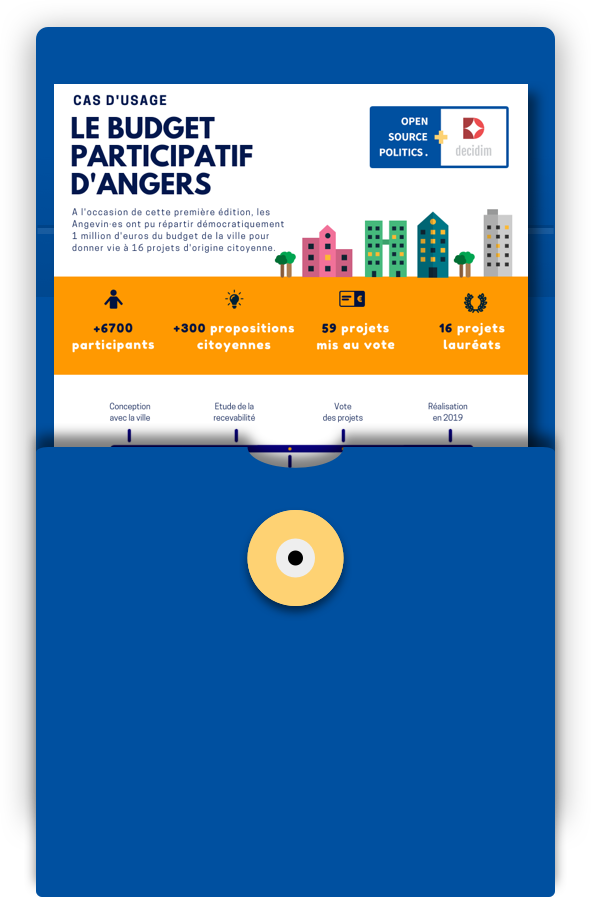 CAS D'USAGE
LE BUDGET
PARTICIPATIF
D'ANGERS
OPEN
SOURCE
POLITICS .
decidim
A l'occasion de cette première édition, les
Angevin·es ont pu répartir démocratiquement
1 million d'euros du budget de la ville pour
donner vie à 16 projets d'origine citoyenne.
+6700
participants
+300 propositions
citoyennes
59 projets
mis au vote
16 projets
lauréats
Conception
avec la ville
Etude de la
recevabilité
Vote
des projets
Réalisation
en 2019